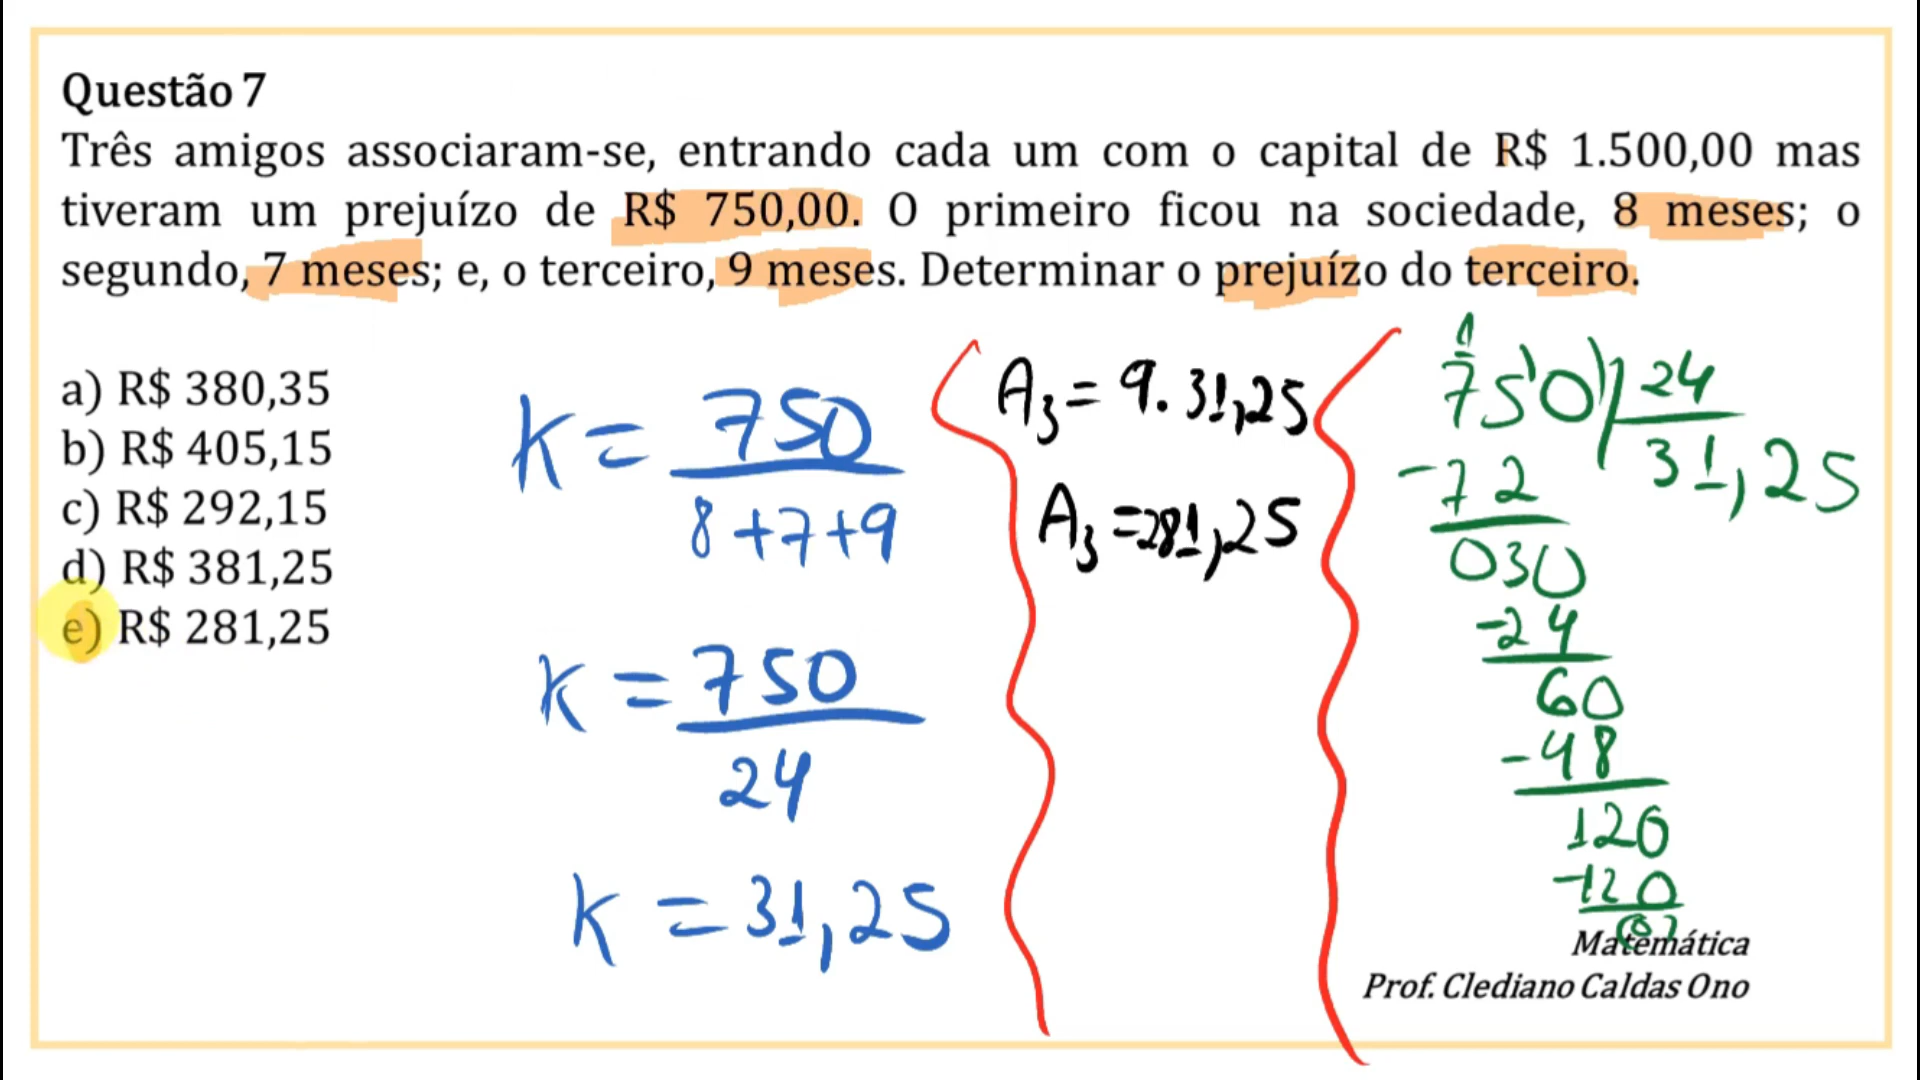 Questão 7
Três amigos associaram-se, entrando cada um com o capital de R$ 1.500,00 mas
tiveram um prejuízo de R$ 750,00. O primeiro ficou na sociedade, 8 meses; o
segundo, 7 meses; e, o terceiro, 9 meses. Determinar o prejuízo do terceiro.
a) R$ 380,35
b) R$ 405,15
c) R$ 292,15
d) R$ 381,25
e) R$ 281,25
K = 750
8+7+9
K = 750
24
K = 31,25
A3 = 9. 31,25
A3 = 281,25
1
750 24
-72 31,25
030
-24
60
-48
120
-120
(0)
Matemática
Prof. Clediano Caldas Ono